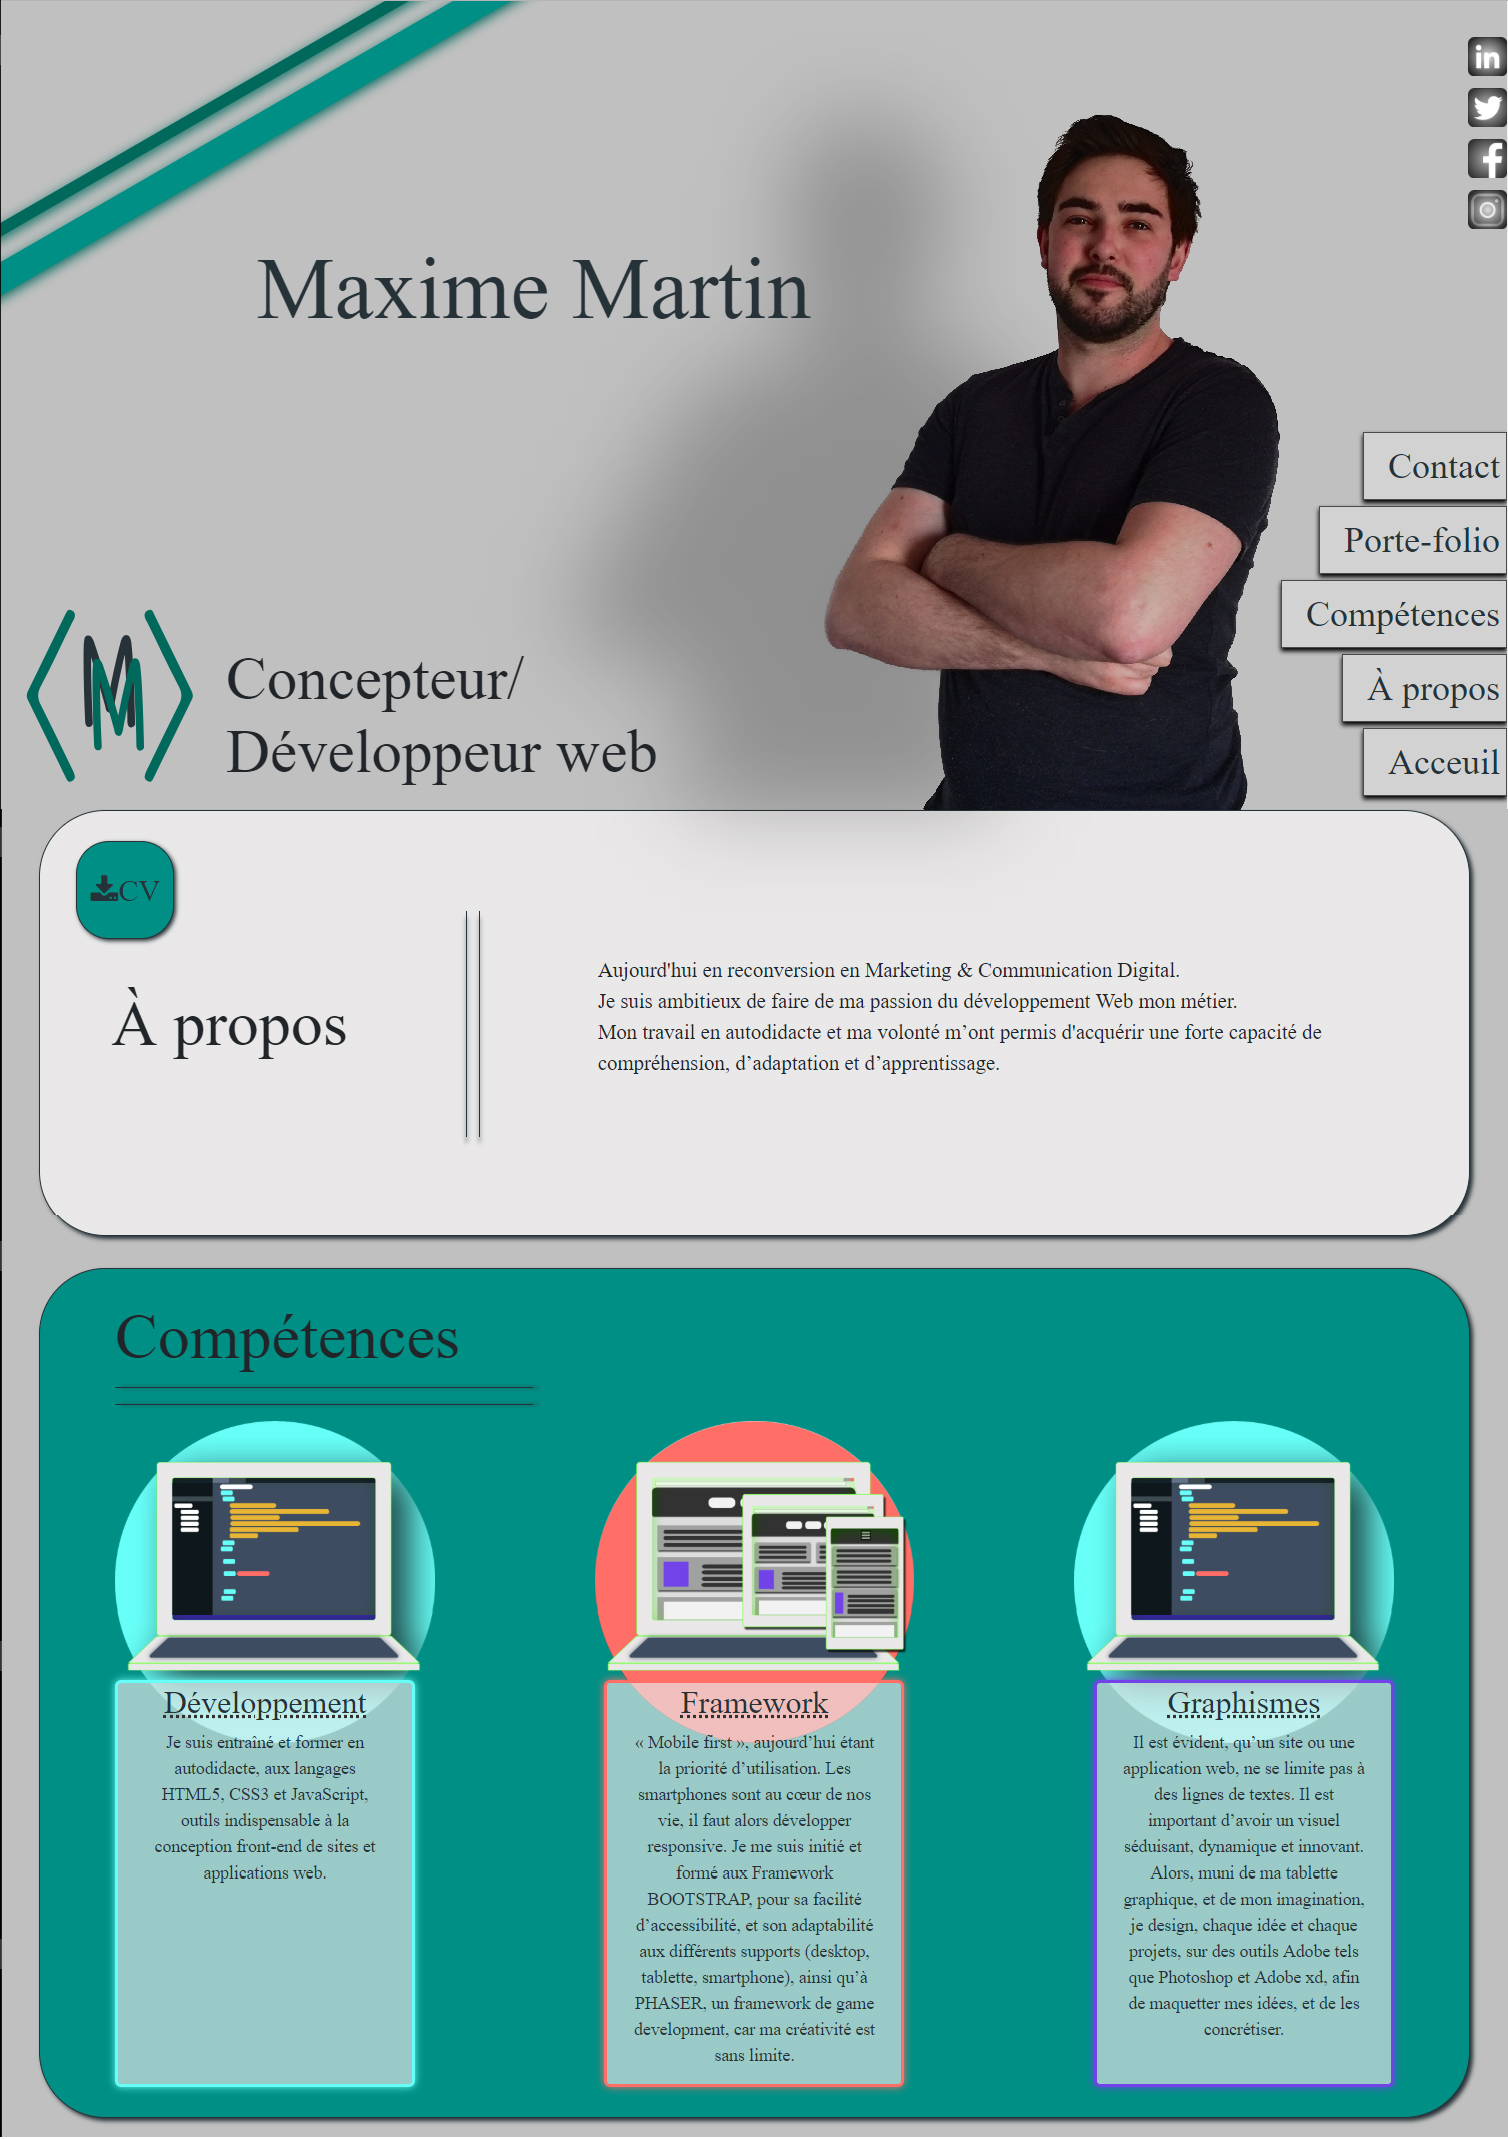 Maxime Martin
Concepteur/
Développeur web
Contact
Porte-folio
Compétences
À propos
Acceuil
CV
À propos
Aujourd'hui en reconversion en Marketing & Communication Digital.
Je suis ambitieux de faire de ma passion du développement Web mon métier.
Mon travail en autodidacte et ma volonté m’ont permis d'acquérir une forte capacité de
compréhension, d’adaptation et d’apprentissage.
Compétences
Développement
Je suis entraîné et former en
autodidacte, aux langages
HTML5, CSS3 et JavaScript,
outils indispensable à la
conception front-end de sites et
applications web.
Framework
« Mobile first », aujourd’hui étant
la priorité d’utilisation. Les
smartphones sont au cœur de nos
vie, il faut alors développer
responsive. Je me suis initié et
formé aux Framework
BOOTSTRAP, pour sa facilité
d’accessibilité, et son adaptabilité
aux différents supports (desktop,
tablette, smartphone), ainsi qu’à
PHASER, un framework de game
development, car ma créativité est
sans limite.
Graphismes
Il est évident, qu’un site ou une
application web, ne se limite pas à
des lignes de textes. Il est
important d’avoir un visuel
séduisant, dynamique et innovant.
Alors, muni de ma tablette
graphique, et de mon imagination,
je design, chaque idée et chaque
projets, sur des outils Adobe tels
que Photoshop et Adobe xd, afin
de maquetter mes idées, et de les
concrétiser.